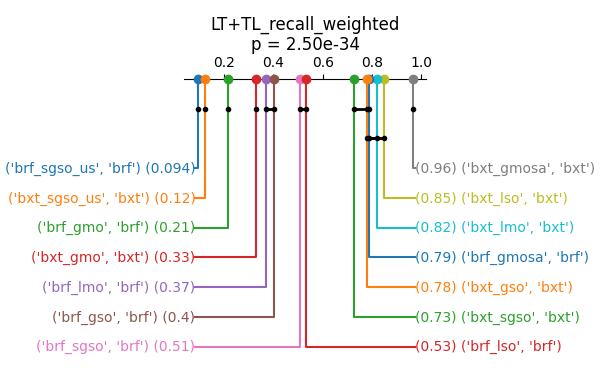 LT+TL_recall_weighted
p = 2.50e-34
0.2 0.4 0.6 0.8 1.0
('brf_sgso_us', 'brf') (0.094) (0.96) ('bxt_gmosa', 'bxt')
('bxt_sgso_us', 'bxt') (0.12) (0.85) ('bxt_lso', 'bxt')
('brf_gmo', 'brf') (0.21) (0.82) ('bxt_lmo', 'bxt')
('bxt_gmo', 'bxt') (0.33) (0.79) ('brf_gmosa', 'brf')
('brf_lmo', 'brf') (0.37) (0.78) ('bxt_gso', 'bxt')
('brf_gso', 'brf') (0.4) (0.73) ('bxt_sgso', 'bxt')
('brf_sgso', 'brf') (0.51) (0.53) ('brf_lso', 'brf')